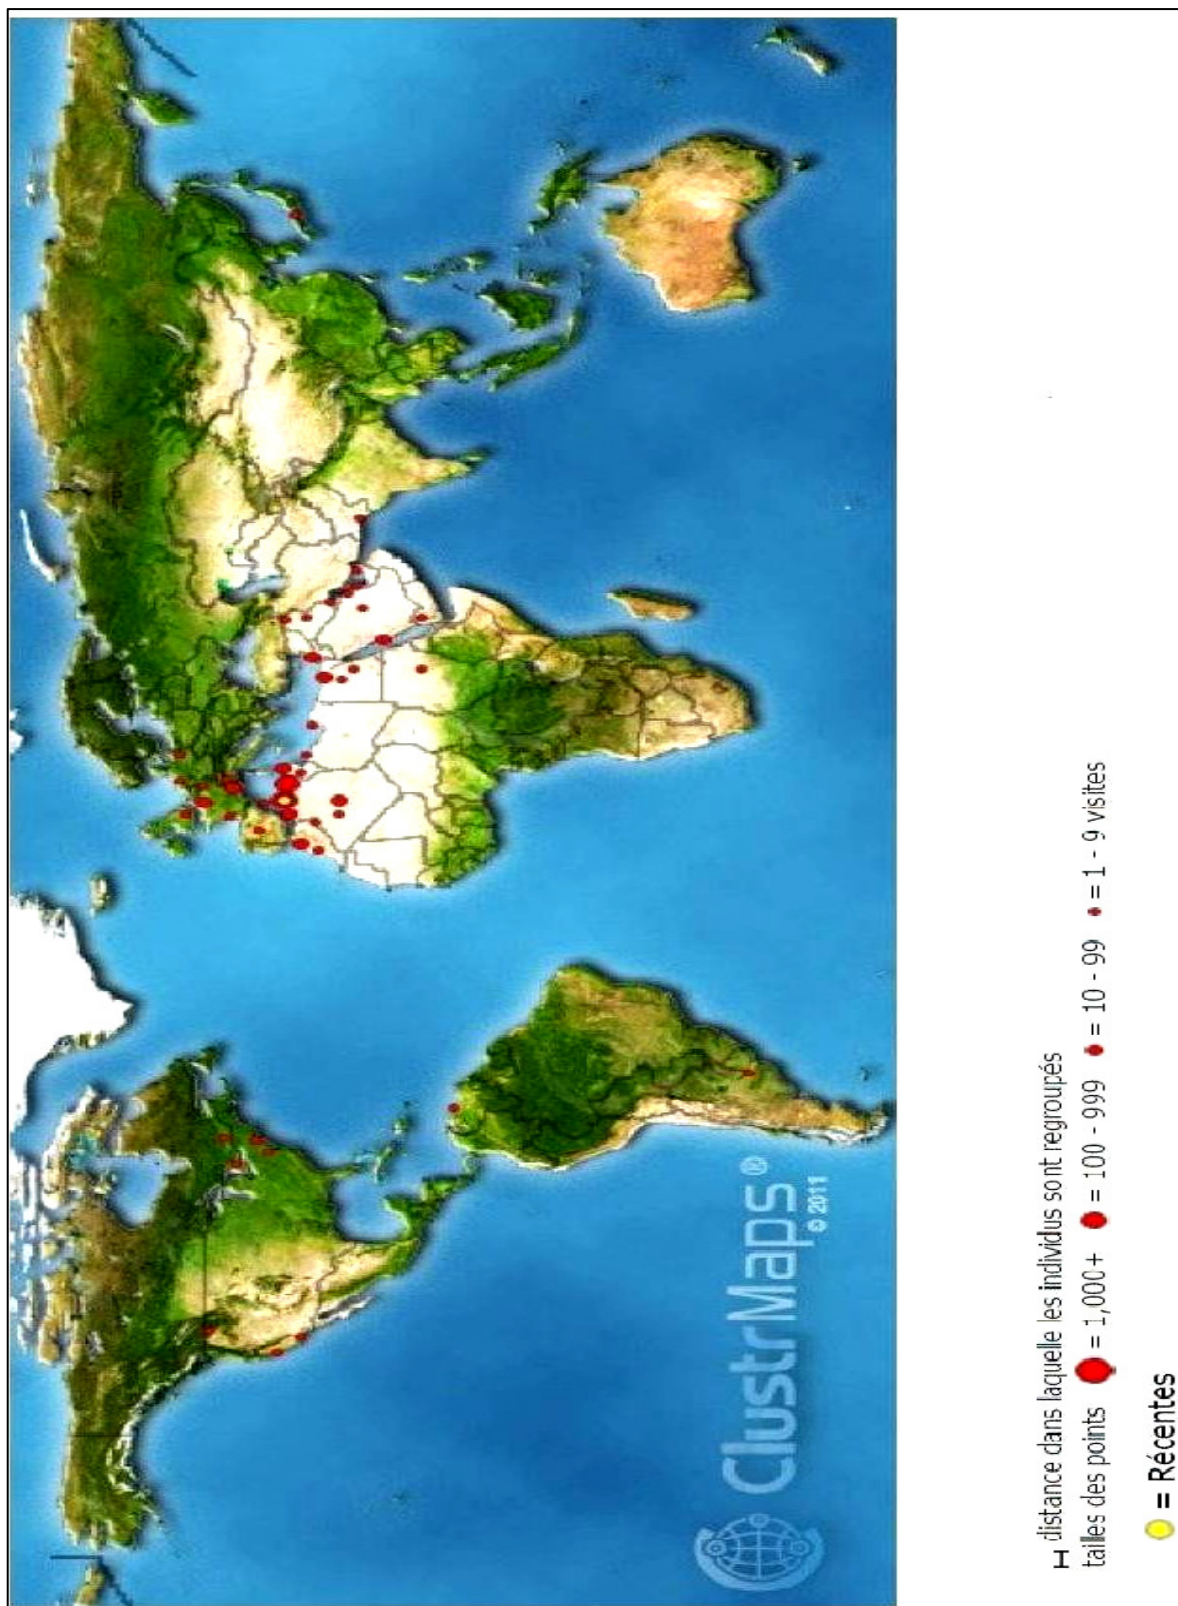 ClustrMaps®
© 2011
distance dans laquelle les individus sont regroupés
tailles des points = 1,000+ = 100 - 999 = 10 - 99 = 1 - 9 visites
= Récentes